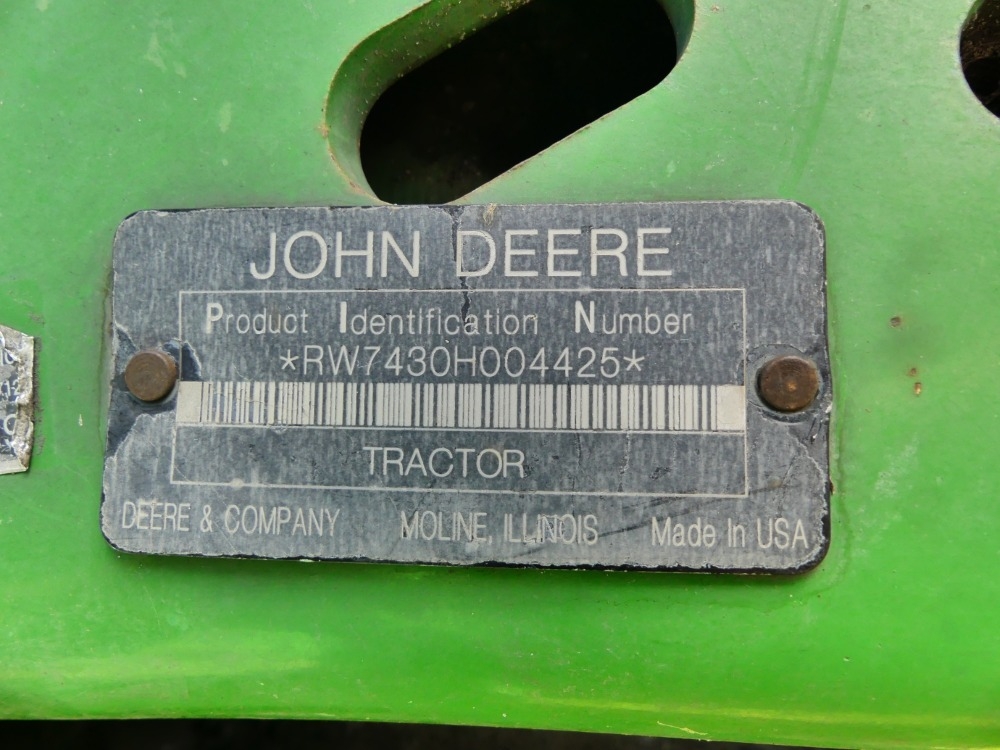 JOHN DEERE
Product Identification Number
*RW7430H004425*
TRACTOR
DEERE & COMPANY MOLINE, ILLINOIS Made In USA